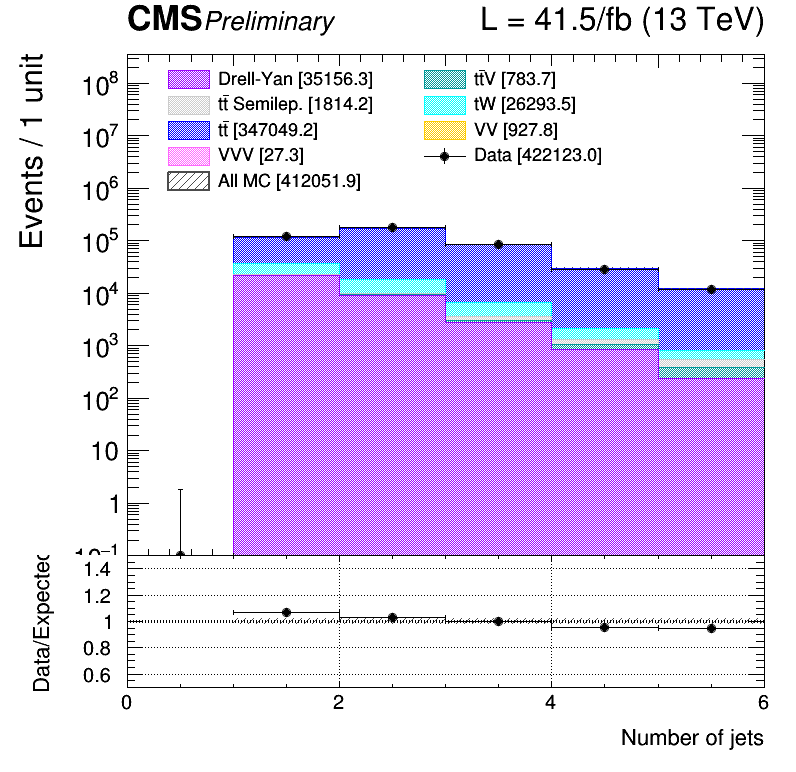 CMS Preliminary L = 41.5/fb (13 TeV)
Events / 1 unit
Drell-Yan [35156.3]
tt̄ Semilep. [1814.2]
tt̄ [347049.2]
VVV [27.3]
All MC [412051.9]
tt̄V [783.7]
tW [26293.5]
VV [927.8]
Data [422123.0]
10⁸
10⁷
10⁶
10⁵
10⁴
10³
10²
10
1
10⁻¹
Data/Expected
1.4
1.2
1
0.8
0.6
0 2 4 6
Number of jets